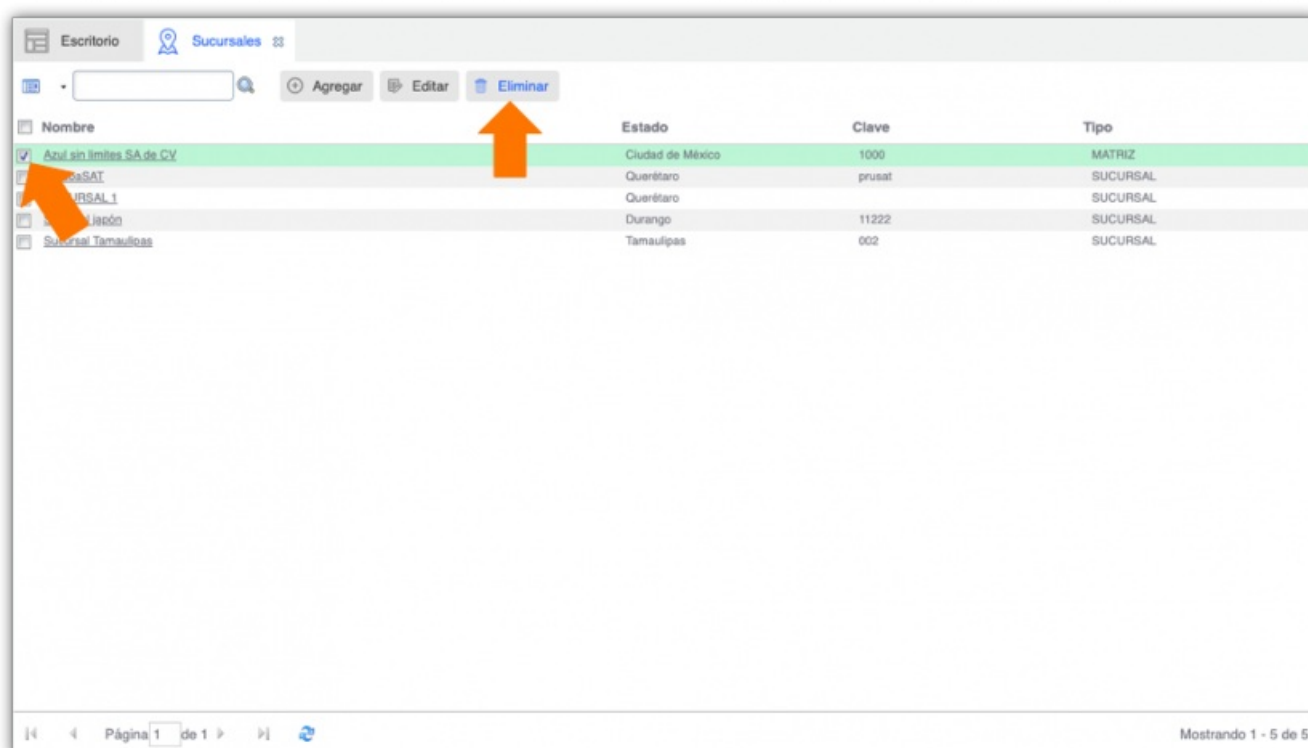 Escritorio Sucursales
Agregar Editar Eliminar
Nombre Estado Clave Tipo
Azul sin limites SA de CV Ciudad de México 1000 MATRIZ
Querétaro prusat SUCURSAL
1 Querétaro SUCURSAL
japón Durango 11222 SUCURSAL
Sucursal Tamaulipas Tamaulipas 002 SUCURSAL
Página 1 de 1 Mostrando 1 - 5 de 5